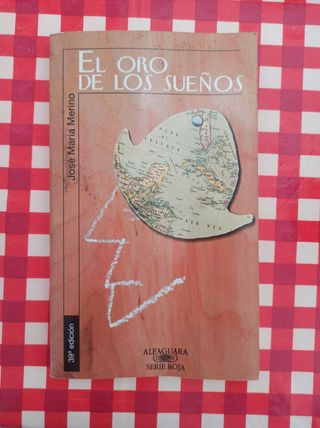 EL ORO
DE LOS SUEÑOS
José María Merino
39ª edición
ALFAGUARA
SERIE ROJA